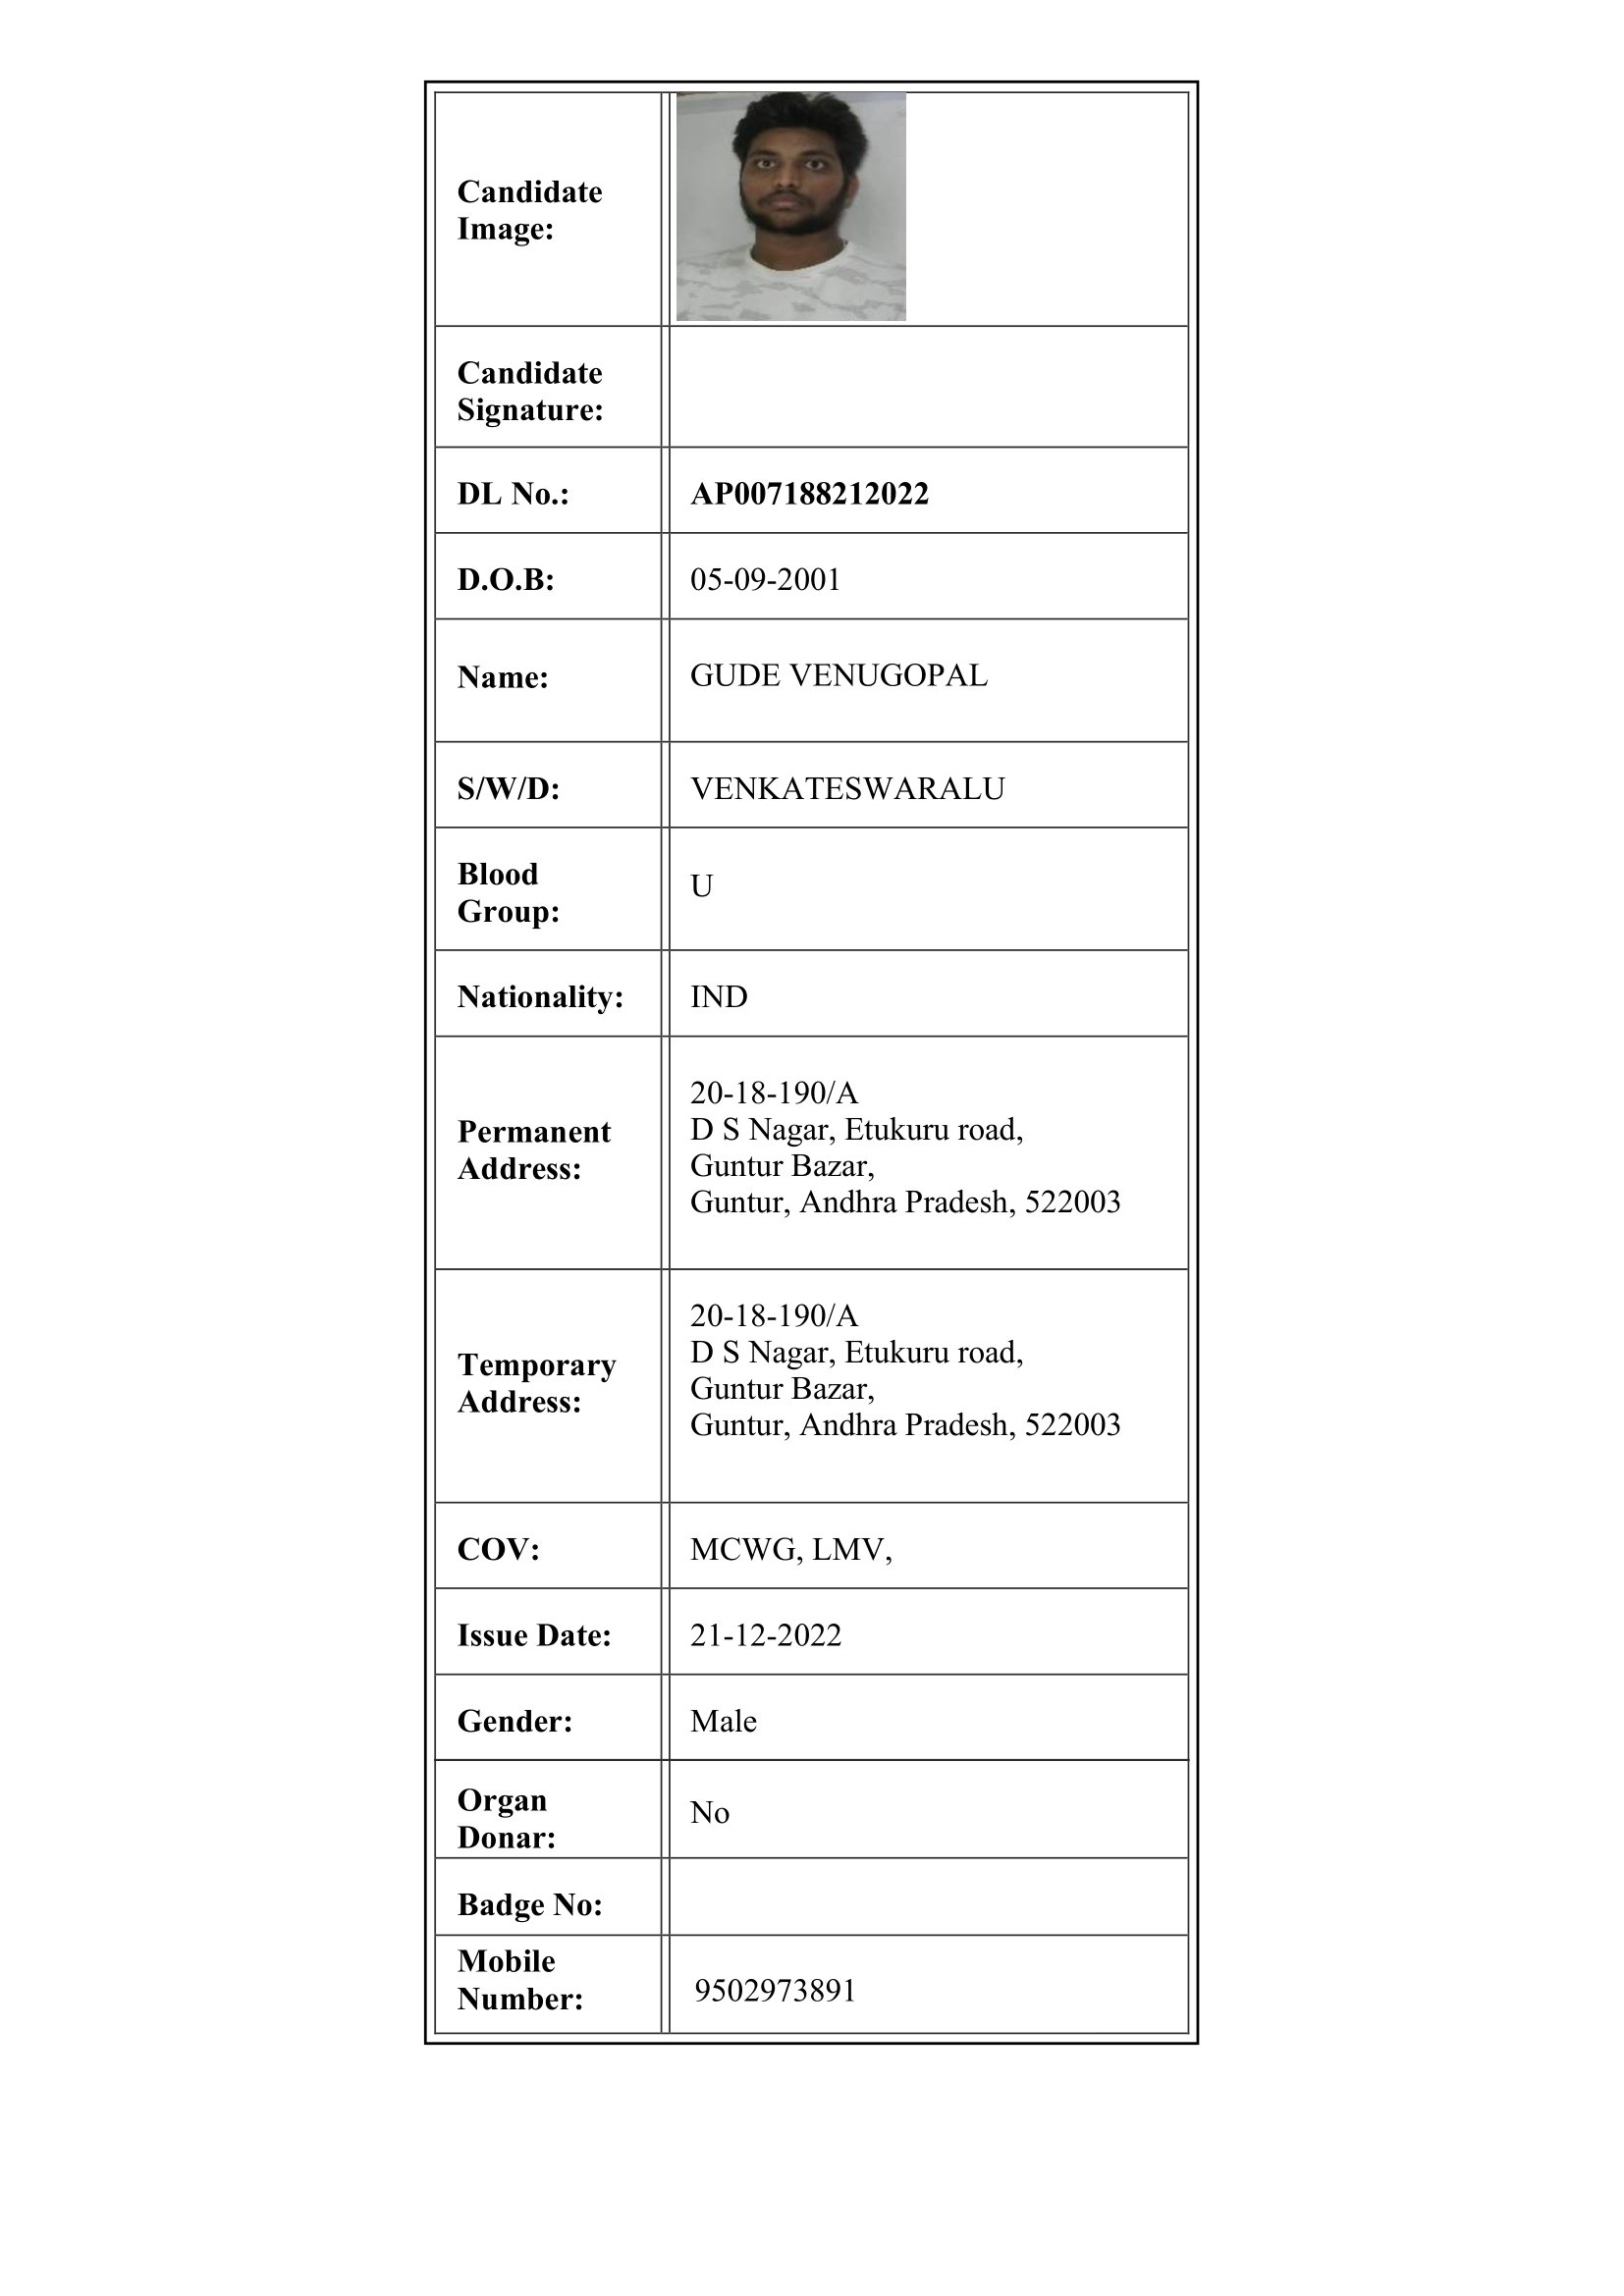 Candidate
Image:
Candidate
Signature:
DL No.: AP007188212022
D.O.B: 05-09-2001
Name: GUDE VENUGOPAL
S/W/D: VENKATESWARALU
Blood
Group: U
Nationality: IND
Permanent
Address:
20-18-190/A
D S Nagar, Etukuru road,
Guntur Bazar,
Guntur, Andhra Pradesh, 522003
Temporary
Address:
20-18-190/A
D S Nagar, Etukuru road,
Guntur Bazar,
Guntur, Andhra Pradesh, 522003
COV: MCWG, LMV,
Issue Date: 21-12-2022
Gender: Male
Organ
Donar: No
Badge No:
Mobile
Number: 9502973891